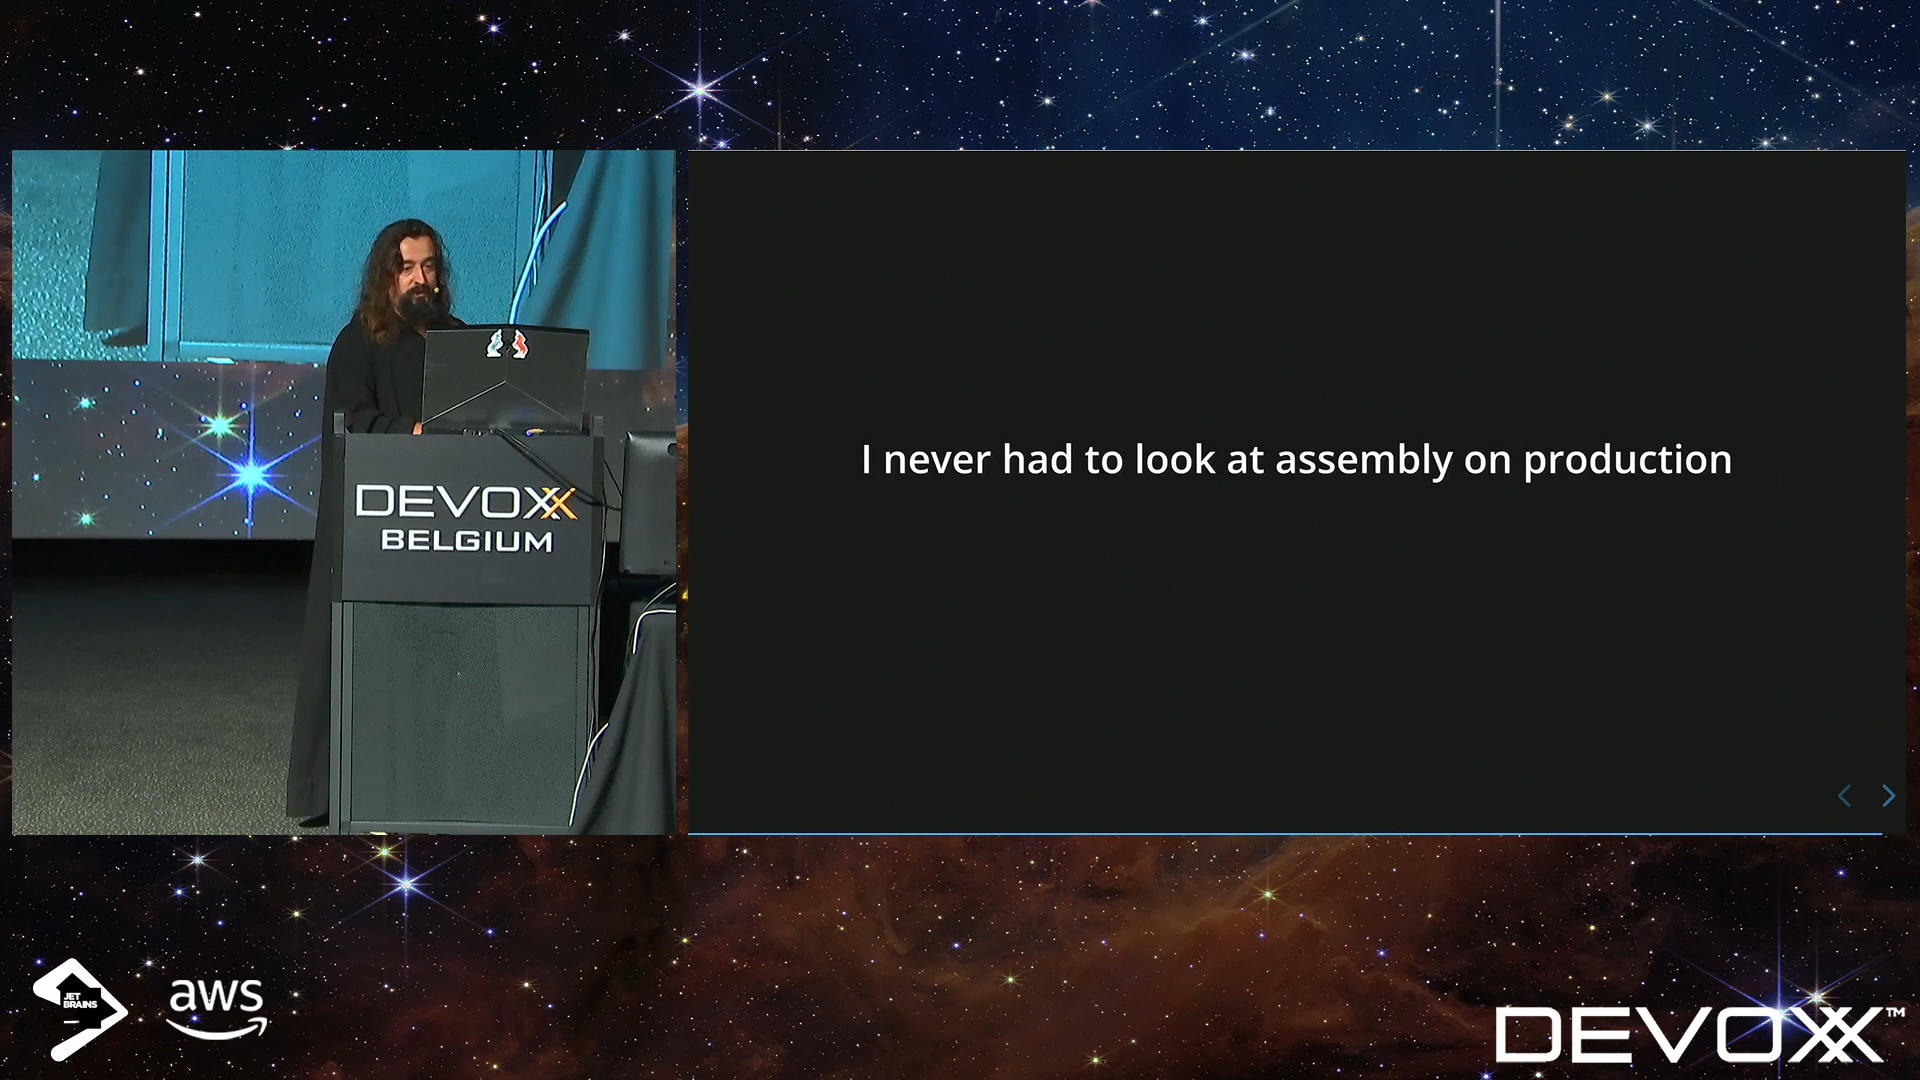 I never had to look at assembly on production
DEVOXX
BELGIUM
JET
BRAINS
aws
DEVOXX™